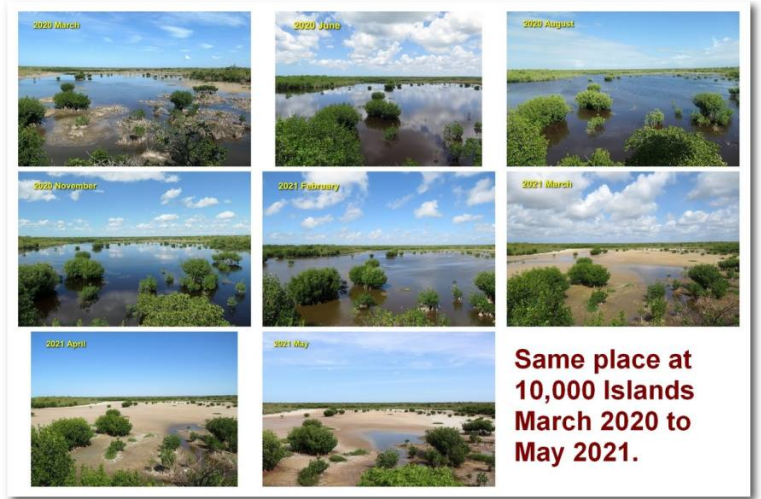 2020 March
2020 June
2020 August
2020 November
2021 February
2021 March
2021 April
2021 May
Same place at
10,000 Islands
March 2020 to
May 2021.